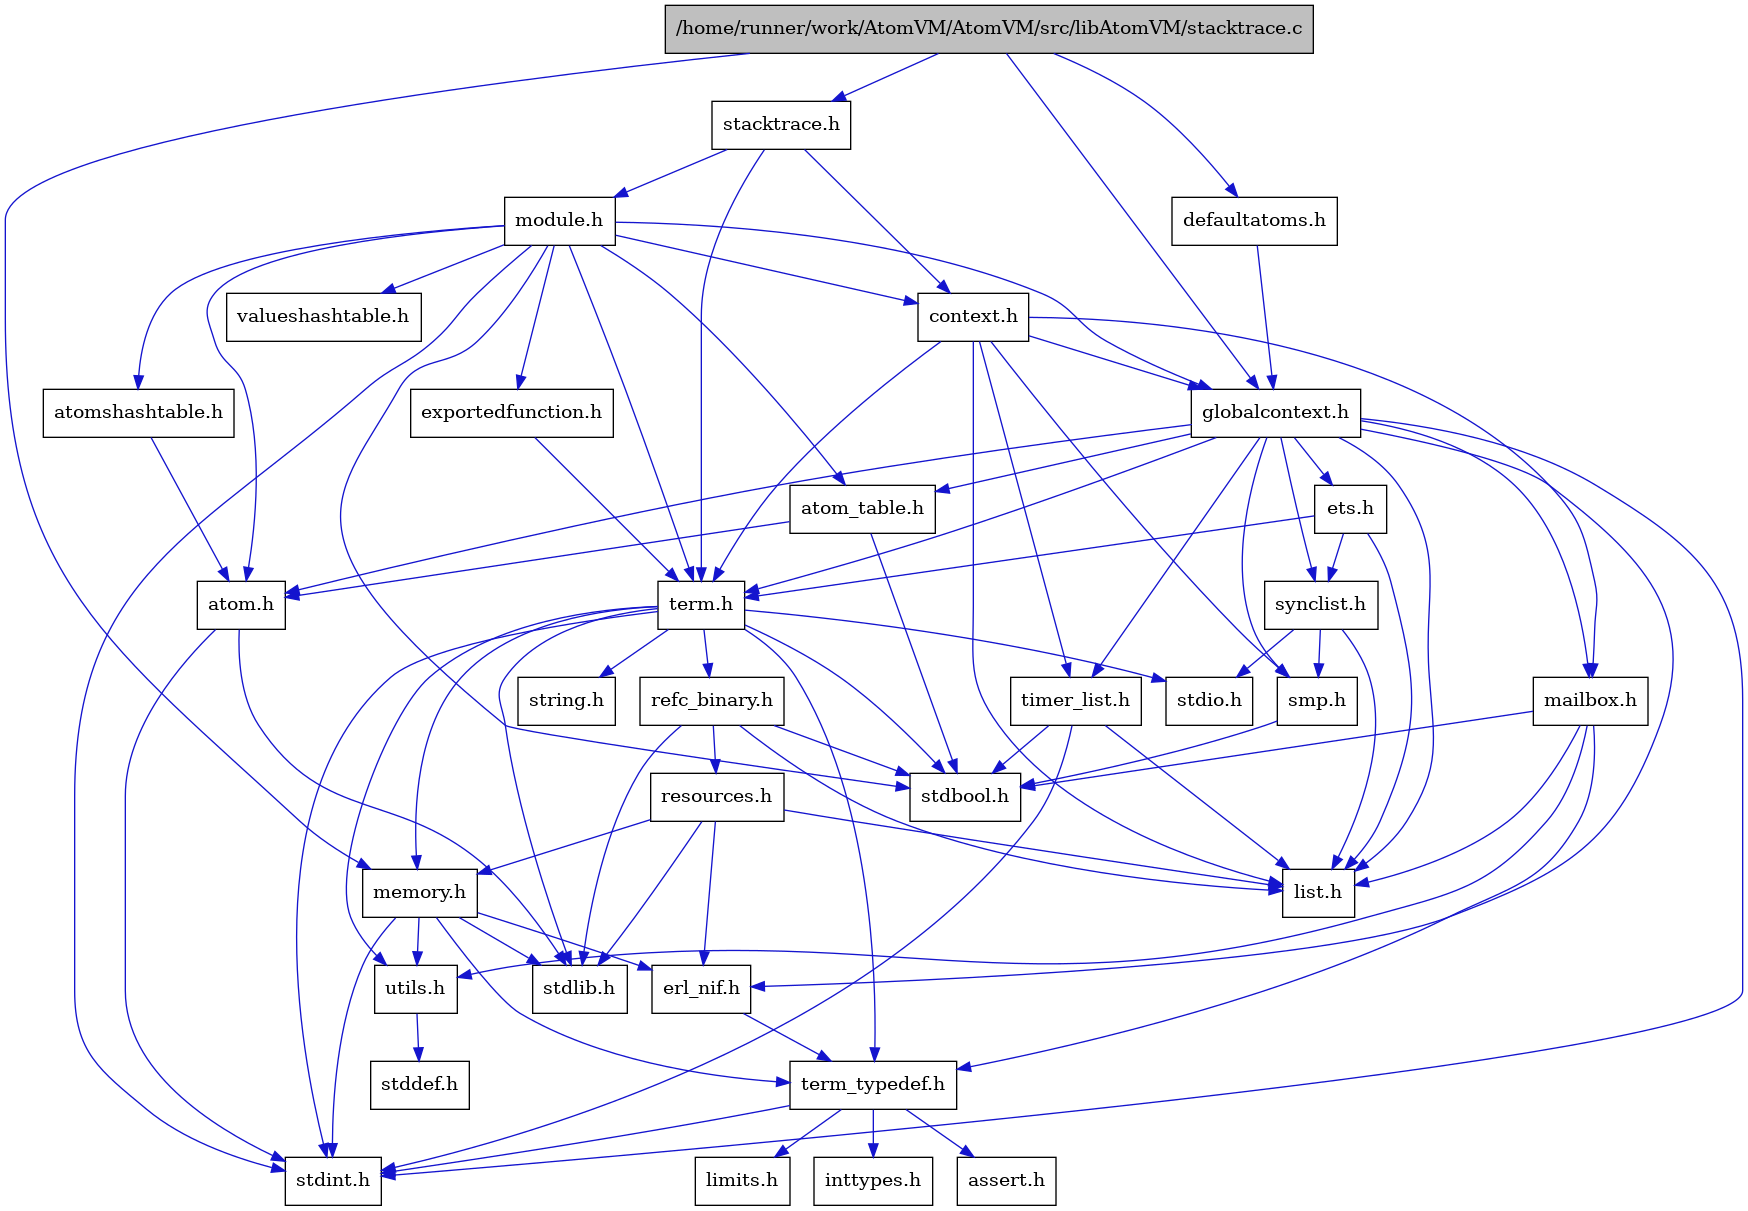 /home/runner/work/AtomVM/AtomVM/src/libAtomVM/stacktrace.c
stacktrace.h
module.h
defaultatoms.h
valueshashtable.h
context.h
atomshashtable.h
exportedfunction.h
globalcontext.h
atom_table.h
ets.h
atom.h
term.h
synclist.h
string.h
refc_binary.h
timer_list.h
stdio.h
smp.h
mailbox.h
resources.h
stdbool.h
memory.h
list.h
utils.h
stdlib.h
erl_nif.h
stddef.h
term_typedef.h
stdint.h
limits.h
inttypes.h
assert.h